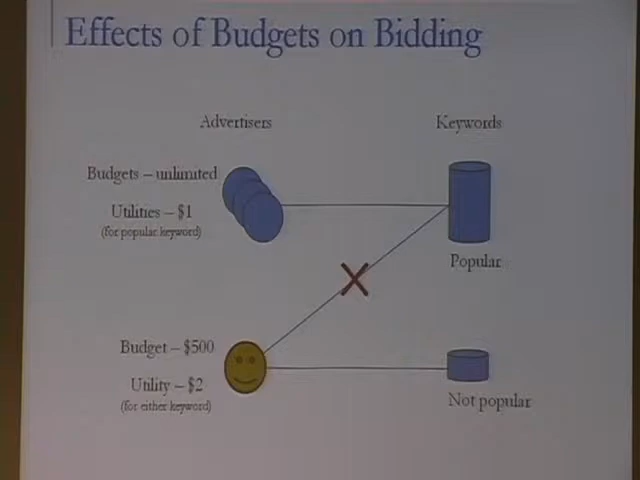 Effects of Budgets on Bidding
Advertisers
Keywords
Budgets – unlimited
Utilities – $1
(for popular keyword)
Popular
Budget – $500
Utility – $2
(for either keyword)
Not popular